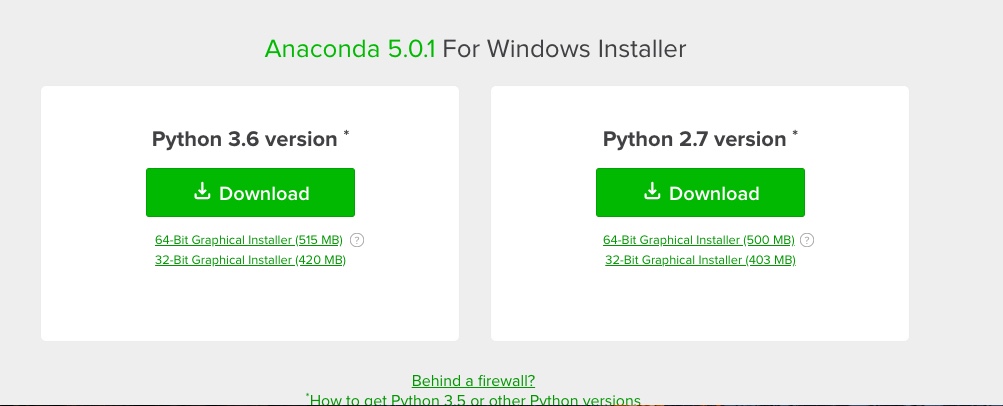 Anaconda 5.0.1 For Windows Installer
Python 3.6 version *
Download
64-Bit Graphical Installer (515 MB) ?
32-Bit Graphical Installer (420 MB)
Python 2.7 version *
Download
64-Bit Graphical Installer (500 MB) ?
32-Bit Graphical Installer (403 MB)
Behind a firewall?
*How to get Python 3.5 or other Python versions